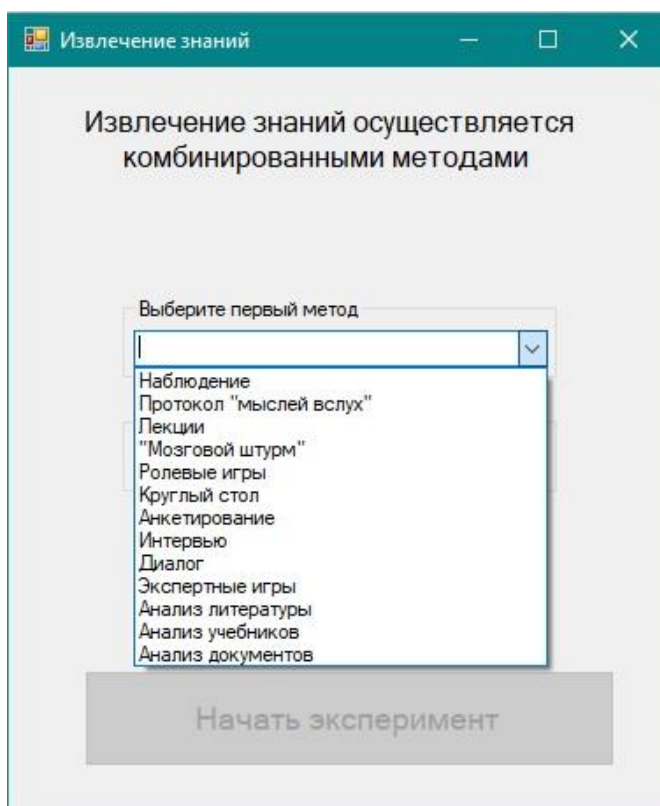 Извлечение знаний
Извлечение знаний осуществляется
комбинированными методами
Выберите первый метод
Наблюдение
Протокол "мыслей вслух"
Лекции
"Мозговой штурм"
Ролевые игры
Круглый стол
Анкетирование
Интервью
Диалог
Экспертные игры
Анализ литературы
Анализ учебников
Анализ документов
Начать эксперимент